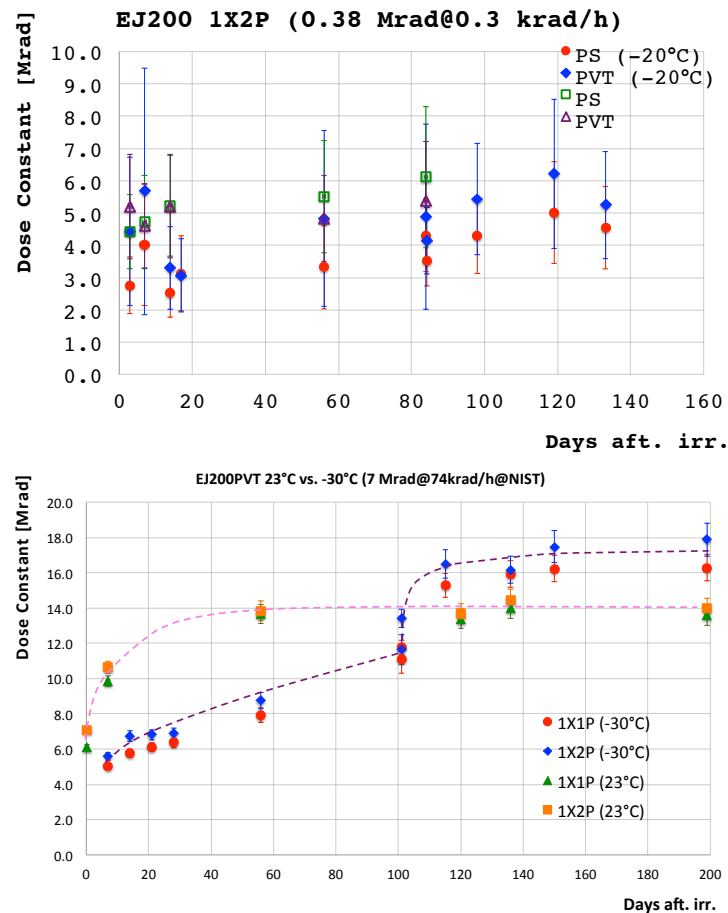 EJ200 1X2P (0.38 Mrad@0.3 krad/h)
Dose Constant [Mrad]
10.0
9.0
8.0
7.0
6.0
5.0
4.0
3.0
2.0
1.0
0.0
PS (−20°C)
PVT (−20°C)
PS
PVT
0 20 40 60 80 100 120 140 160
Days aft. irr.
EJ200PVT 23°C vs. -30°C (7 Mrad@74krad/h@NIST)
Dose Constant [Mrad]
20.0
18.0
16.0
14.0
12.0
10.0
8.0
6.0
4.0
2.0
0.0
1X1P (-30°C)
1X2P (-30°C)
1X1P (23°C)
1X2P (23°C)
0 20 40 60 80 100 120 140 160 180 200
Days aft. irr.